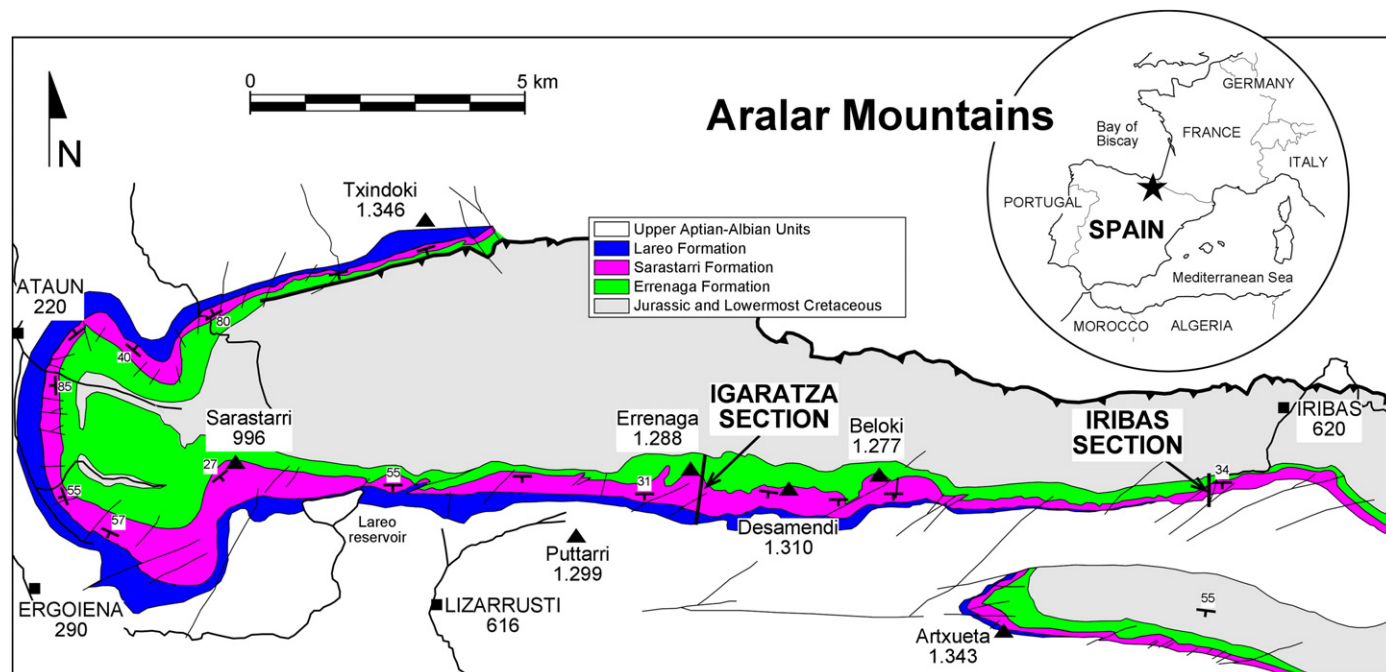 Aralar Mountains
0
5 km
N
GERMANY
Bay of
Biscay
FRANCE
ITALY
PORTUGAL
SPAIN
Mediterranean Sea
MOROCCO
ALGERIA
Txindoki
1.346
Upper Aptian-Albian Units
Lareo Formation
Sarastarri Formation
Errenaga Formation
Jurassic and Lowermost Cretaceous
ATAUN
220
80
40
85
IGARATZA
SECTION
Sarastarri
996
Errenaga
1.288
Beloki
1.277
IRIBAS
SECTION
IRIBAS
620
27
55
31
34
55
57
Lareo
reservoir
Desamendi
1.310
Puttarri
1.299
ERGOIENA
290
LIZARRUSTI
616
55
Artxueta
1.343